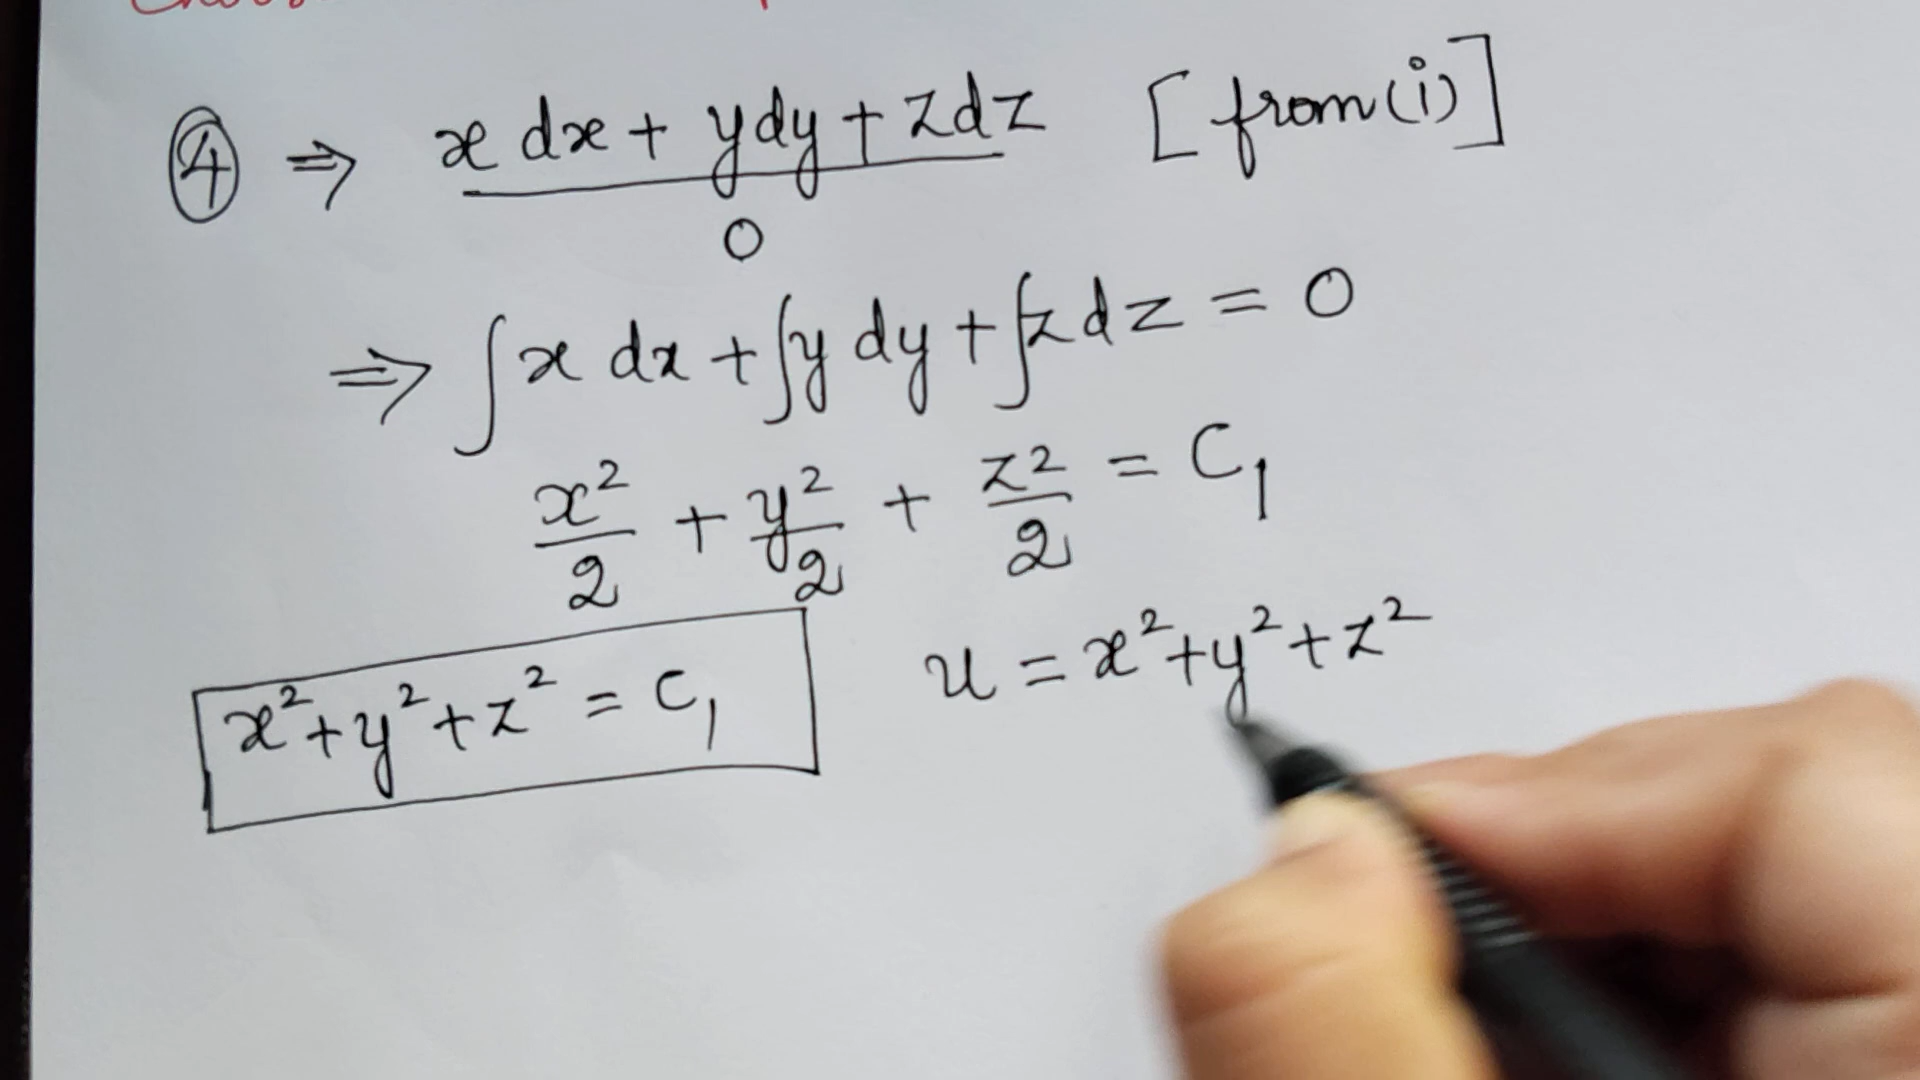 ④ ⇒ x dx + y dy + z dz / 0 [from (i)]
⇒ ∫x dx + ∫y dy + ∫z dz = 0
x²/2 + y²/2 + z²/2 = C₁
x² + y² + z² = C₁
u = x² + y² + z²